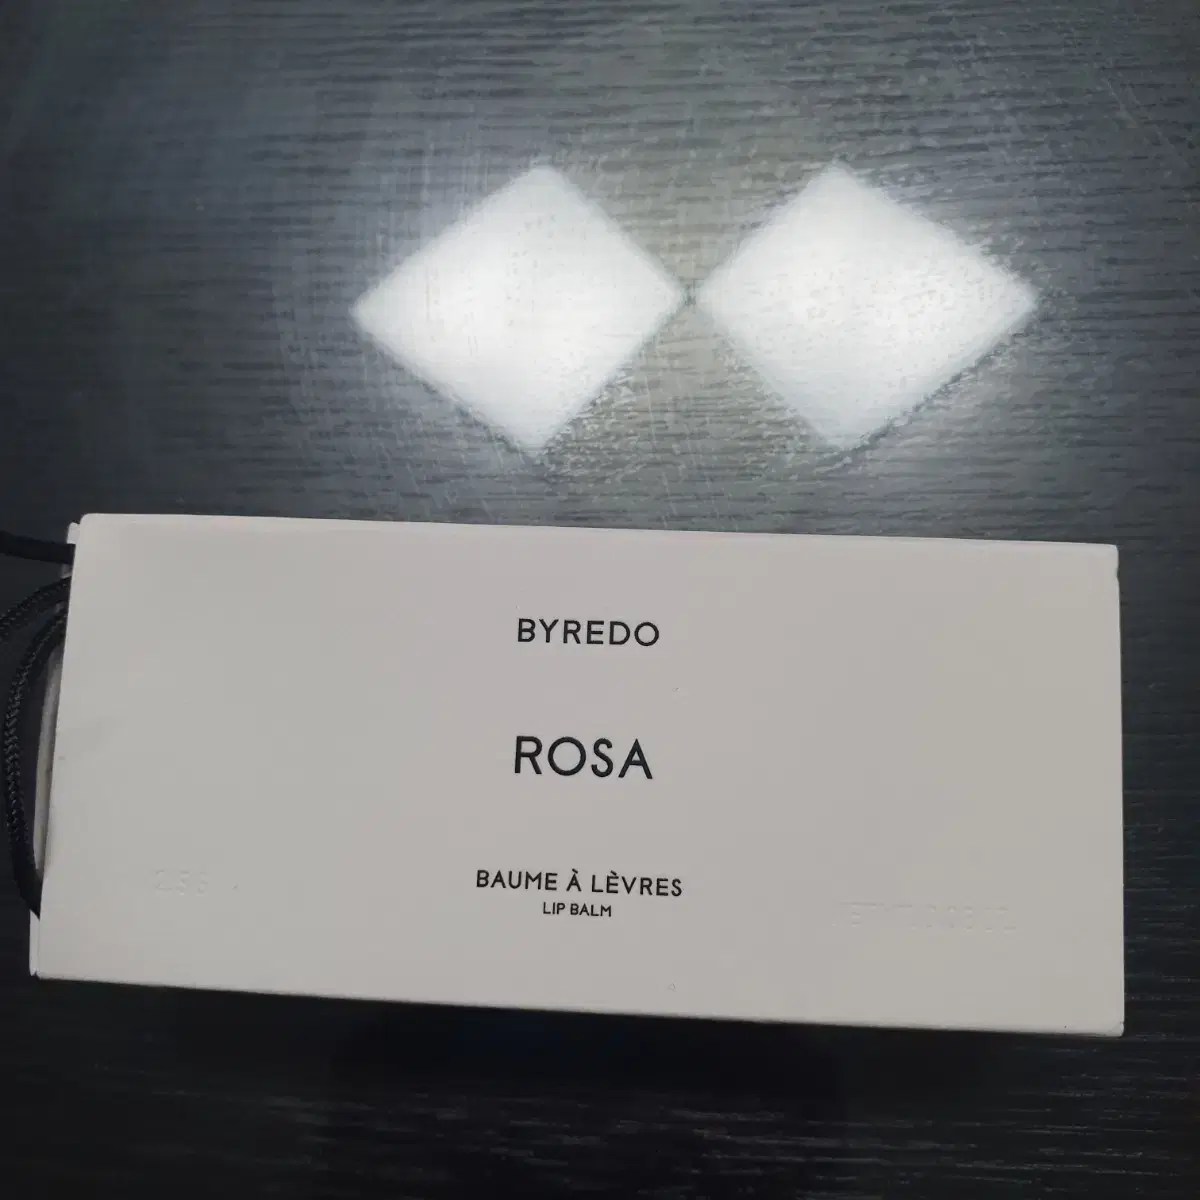 BYREDO
ROSA
BAUME À LÈVRES
LIP BALM